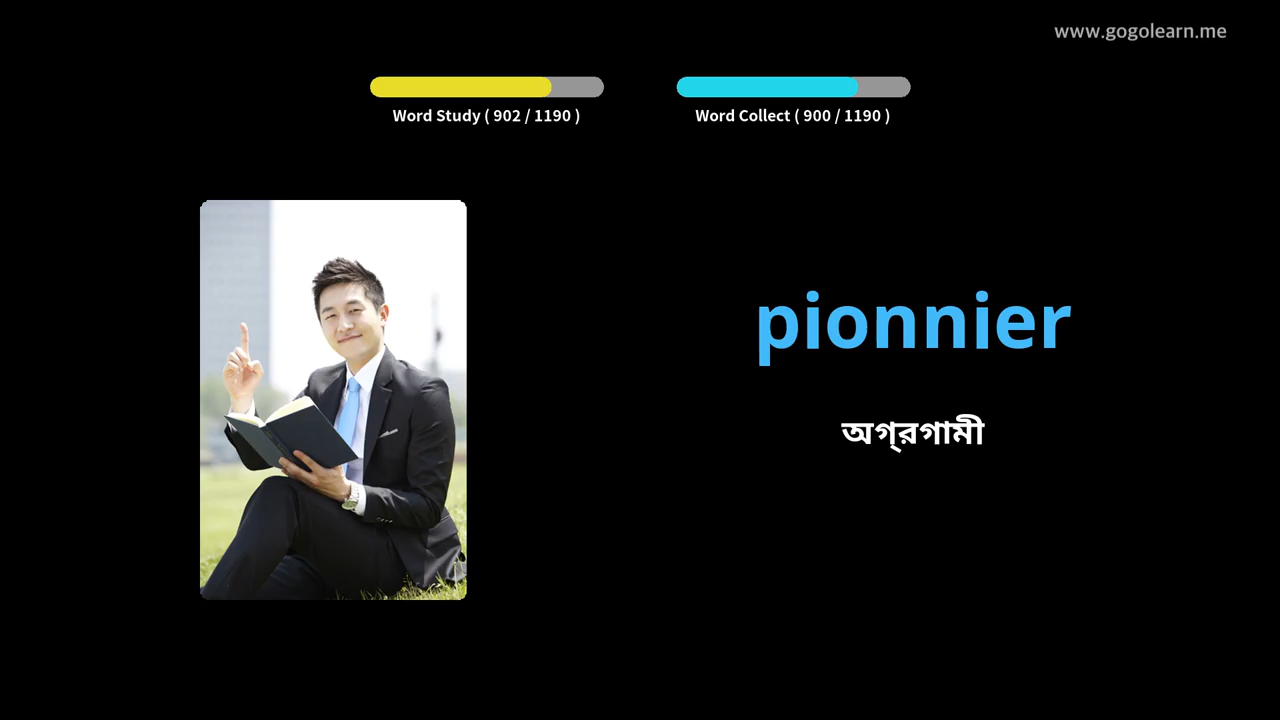 www.gogolearn.me
Word Study ( 902 / 1190 )
Word Collect ( 900 / 1190 )
pionnier
অগ্রগামী